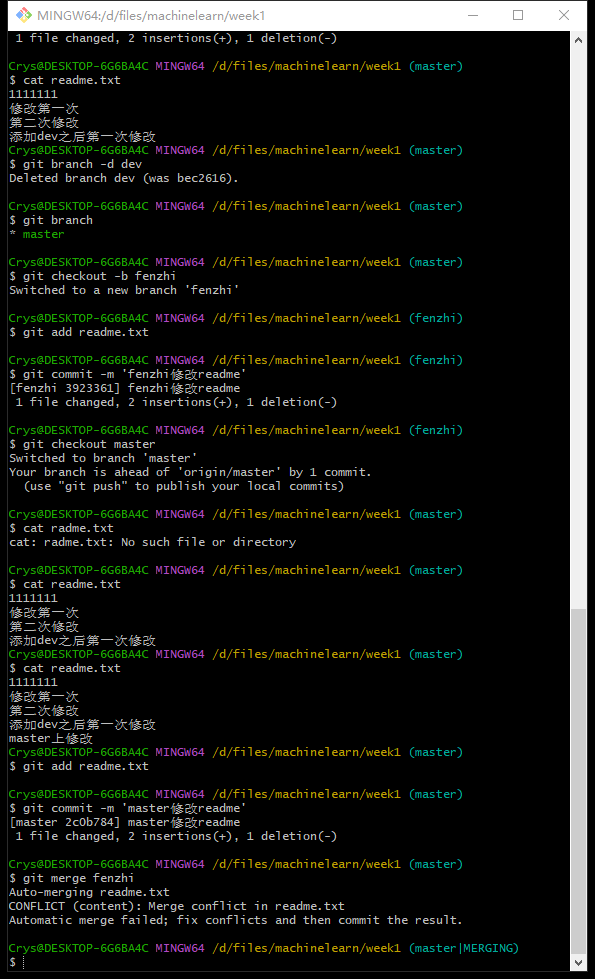 MINGW64:/d/files/machinelearn/week1
1 file changed, 2 insertions(+), 1 deletion(-)
Crys@DESKTOP-6G6BA4C MINGW64 /d/files/machinelearn/week1 (master)
$ cat readme.txt
1111111
修改第一次
第二次修改
添加dev之后第一次修改
Crys@DESKTOP-6G6BA4C MINGW64 /d/files/machinelearn/week1 (master)
$ git branch -d dev
Deleted branch dev (was bec2616).
Crys@DESKTOP-6G6BA4C MINGW64 /d/files/machinelearn/week1 (master)
$ git branch
* master
Crys@DESKTOP-6G6BA4C MINGW64 /d/files/machinelearn/week1 (master)
$ git checkout -b fenzhi
Switched to a new branch 'fenzhi'
Crys@DESKTOP-6G6BA4C MINGW64 /d/files/machinelearn/week1 (fenzhi)
$ git add readme.txt
Crys@DESKTOP-6G6BA4C MINGW64 /d/files/machinelearn/week1 (fenzhi)
$ git commit -m 'fenzhi修改readme'
[fenzhi 3923361] fenzhi修改readme
1 file changed, 2 insertions(+), 1 deletion(-)
Crys@DESKTOP-6G6BA4C MINGW64 /d/files/machinelearn/week1 (fenzhi)
$ git checkout master
Switched to branch 'master'
Your branch is ahead of 'origin/master' by 1 commit.
(use "git push" to publish your local commits)
Crys@DESKTOP-6G6BA4C MINGW64 /d/files/machinelearn/week1 (master)
$ cat radme.txt
cat: radme.txt: No such file or directory
Crys@DESKTOP-6G6BA4C MINGW64 /d/files/machinelearn/week1 (master)
$ cat readme.txt
1111111
修改第一次
第二次修改
添加dev之后第一次修改
Crys@DESKTOP-6G6BA4C MINGW64 /d/files/machinelearn/week1 (master)
$ cat readme.txt
1111111
修改第一次
第二次修改
添加dev之后第一次修改
master上修改
Crys@DESKTOP-6G6BA4C MINGW64 /d/files/machinelearn/week1 (master)
$ git add readme.txt
Crys@DESKTOP-6G6BA4C MINGW64 /d/files/machinelearn/week1 (master)
$ git commit -m 'master修改readme'
[master 2c0b784] master修改readme
1 file changed, 2 insertions(+), 1 deletion(-)
Crys@DESKTOP-6G6BA4C MINGW64 /d/files/machinelearn/week1 (master)
$ git merge fenzhi
Auto-merging readme.txt
CONFLICT (content): Merge conflict in readme.txt
Automatic merge failed; fix conflicts and then commit the result.
Crys@DESKTOP-6G6BA4C MINGW64 /d/files/machinelearn/week1 (master|MERGING)
$